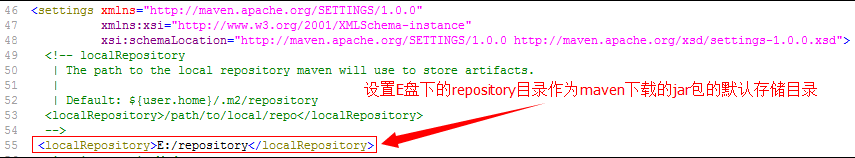 46 <settings xmlns="http://maven.apache.org/SETTINGS/1.0.0"
47 xmlns:xsi="http://www.w3.org/2001/XMLSchema-instance"
48 xsi:schemaLocation="http://maven.apache.org/SETTINGS/1.0.0 http://maven.apache.org/xsd/settings-1.0.0.xsd">
49 <!-- localRepository
50 | The path to the local repository maven will use to store artifacts.
51 |
52 | Default: ${user.home}/.m2/repository
设置E盘下的repository目录作为maven下载的jar包的默认存储目录
53 <localRepository>/path/to/local/repo</localRepository>
54 -->
55 <localRepository>E:/repository</localRepository>